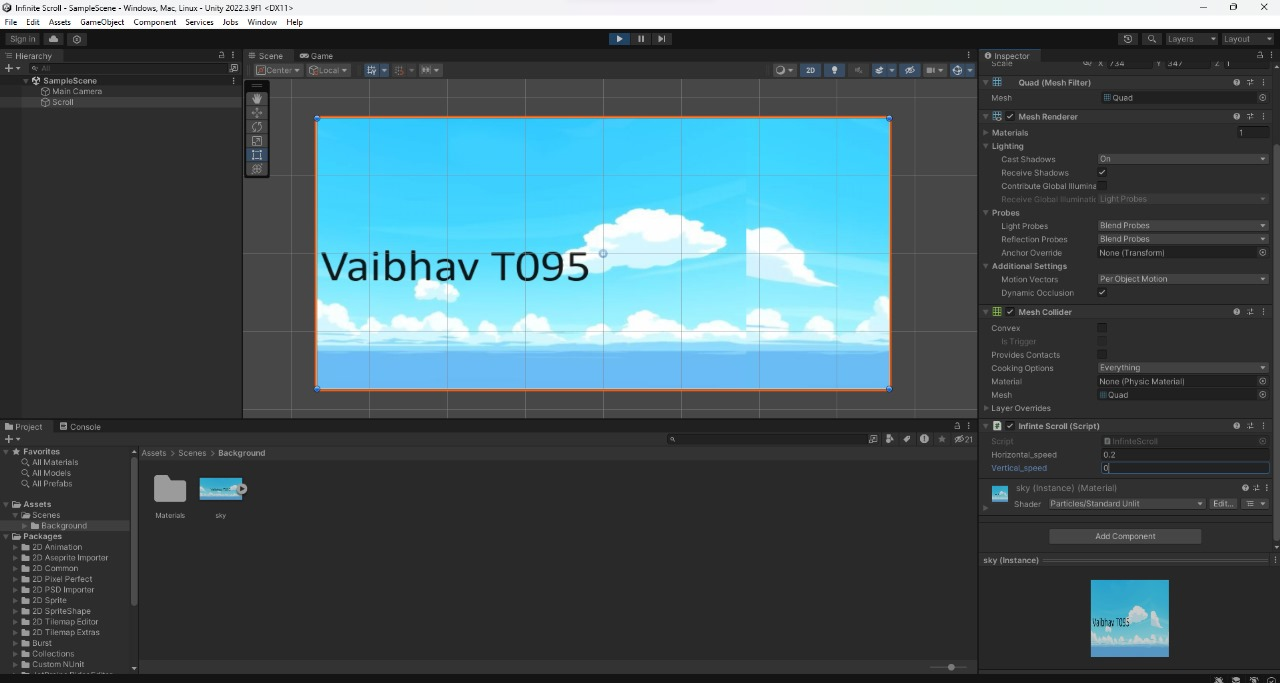 Infinite Scroll - SampleScene - Windows, Mac, Linux - Unity 2022.3.9f1 <DX11>
File Edit Assets GameObject Component Services Jobs Window Help
Sign in
Layers Layout
Hierarchy
All
SampleScene
Main Camera
Scroll
Scene Game
Center Local
2D
Vaibhav T095
Inspector
Scale X 734 Y 347 Z 1
Quad (Mesh Filter)
Mesh Quad
Mesh Renderer
Materials 1
Lighting
Cast Shadows On
Receive Shadows
Contribute Global Illumina
Receive Global Illuminati Light Probes
Probes
Light Probes Blend Probes
Reflection Probes Blend Probes
Anchor Override None (Transform)
Additional Settings
Motion Vectors Per Object Motion
Dynamic Occlusion
Mesh Collider
Convex
Is Trigger
Provides Contacts
Cooking Options Everything
Material None (Physic Material)
Mesh Quad
Layer Overrides
Infinte Scroll (Script)
Script InfinteScroll
Horizontal_speed 0.2
Vertical_speed 0
sky (Instance) (Material)
Shader Particles/Standard Unlit Edit...
Add Component
sky (Instance)
Vaibhav T095
Project Console
21
Favorites
All Materials
All Models
All Prefabs
Assets
Scenes
Background
Packages
2D Animation
2D Aseprite Importer
2D Common
2D Pixel Perfect
2D PSD Importer
2D Sprite
2D SpriteShape
2D Tilemap Editor
2D Tilemap Extras
Burst
Collections
Custom NUnit
Assets > Scenes > Background
Materials sky